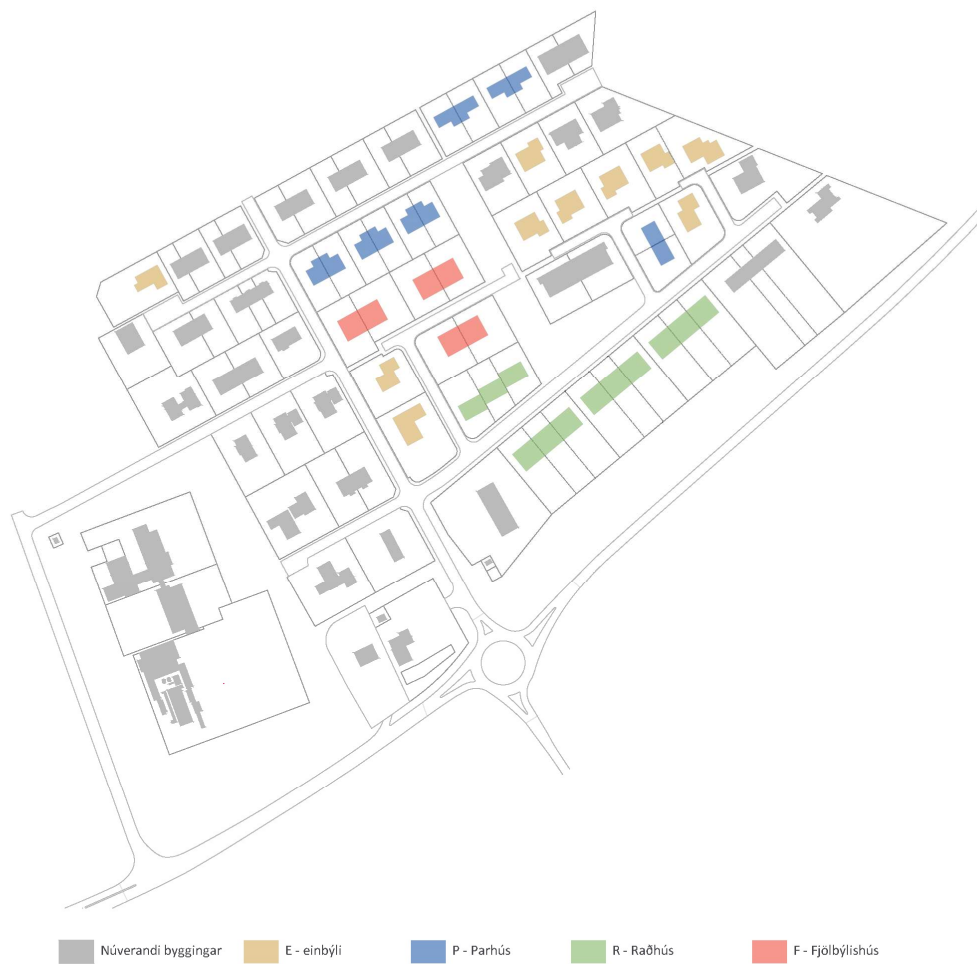 Núverandi byggingar
E - einbýli
P - Parhús
R - Raðhús
F - Fjölbýlishús